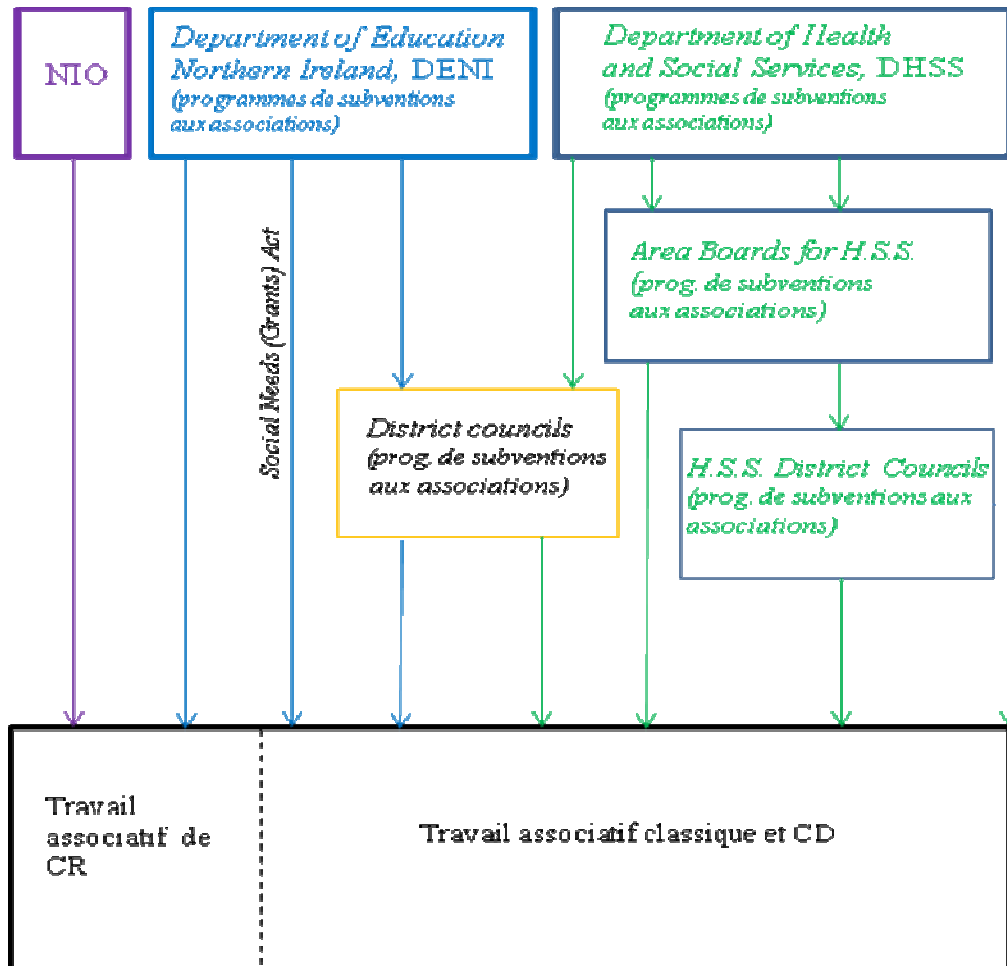 NIO
Department of Education
Northern Ireland, DENI
(programmes de subventions
aux associations)
Department of Health
and Social Services, DHSS
(programmes de subventions
aux associations)
Social Needs (Grants) Act
Area Boards for H.S.S.
(prog. de subventions
aux associations)
District councils
(prog. de subventions
aux associations)
H.S.S. District Councils
(prog. de subventions aux
associations)
Travail
associatif de
CR
Travail associatif classique et CD